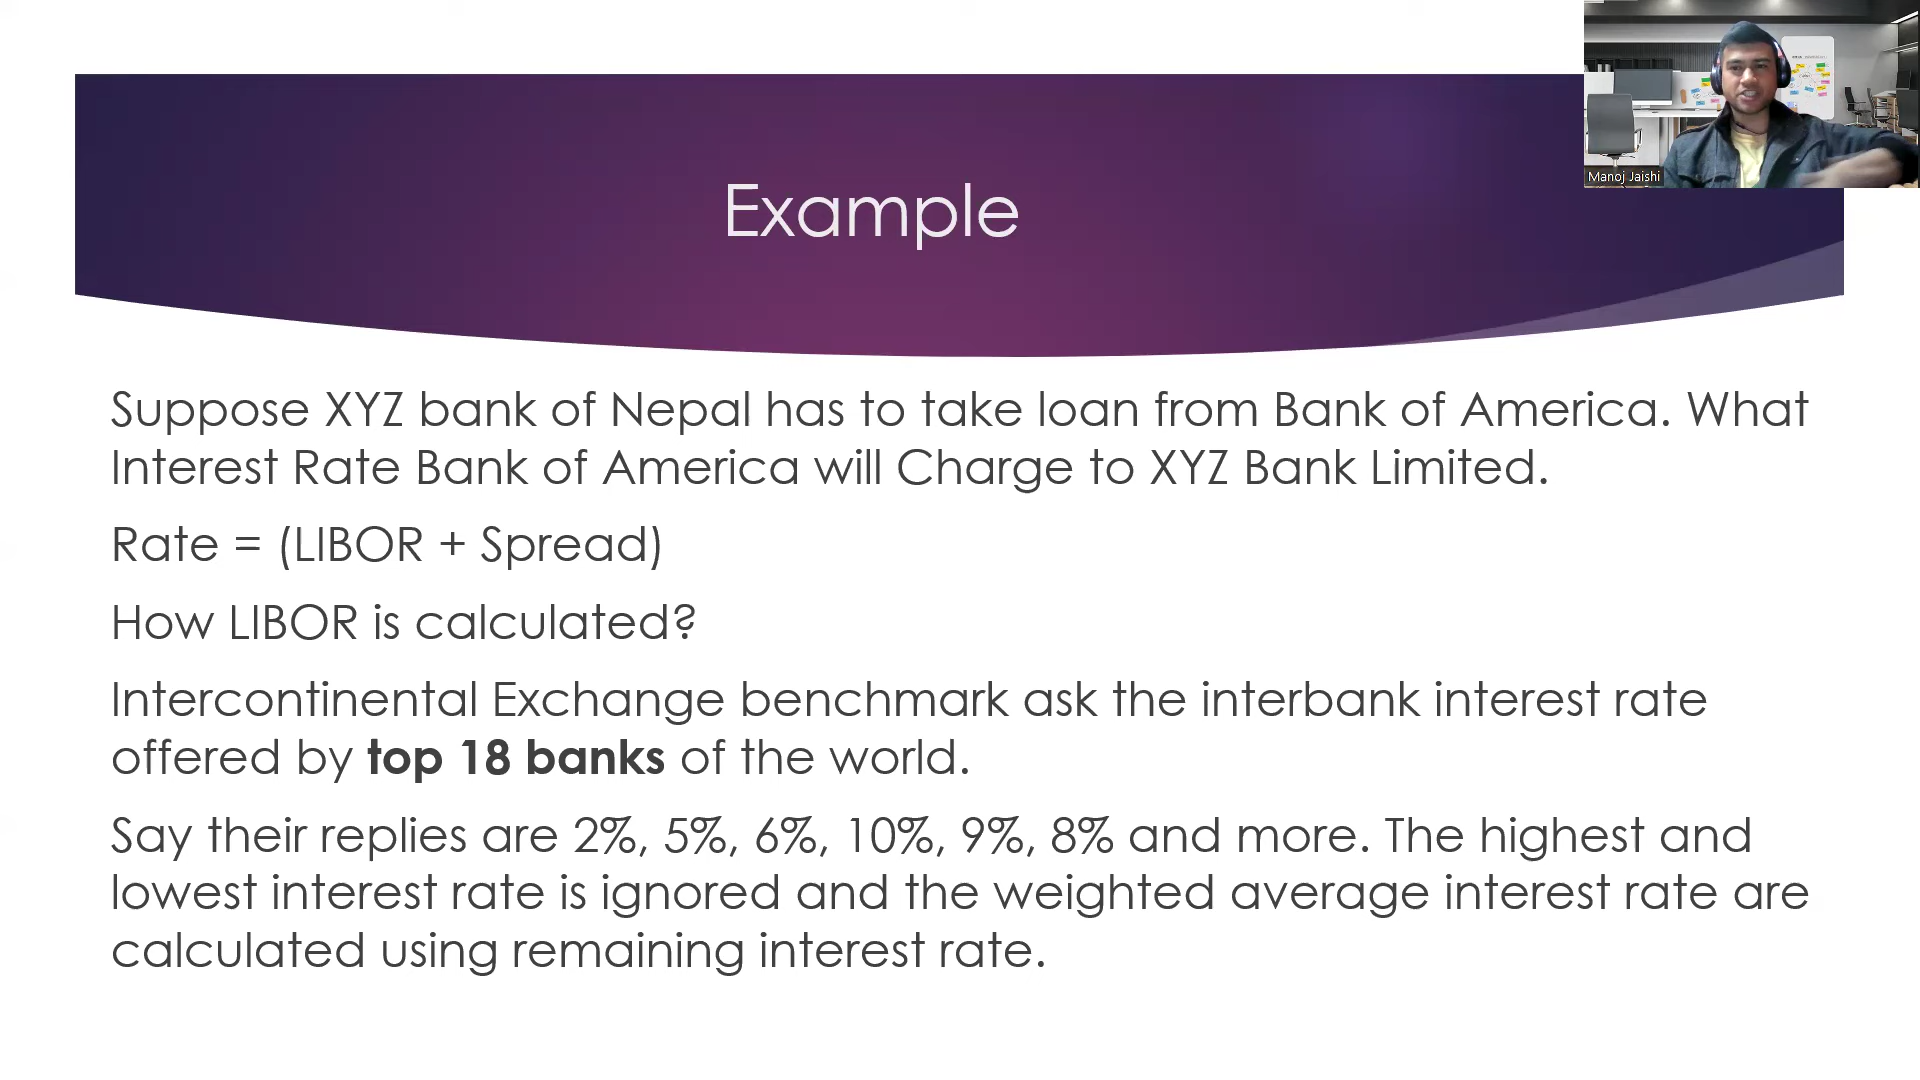 Example
Manoj Jaishi
Suppose XYZ bank of Nepal has to take loan from Bank of America. What
Interest Rate Bank of America will Charge to XYZ Bank Limited.
Rate = (LIBOR + Spread)
How LIBOR is calculated?
Intercontinental Exchange benchmark ask the interbank interest rate
offered by top 18 banks of the world.
Say their replies are 2%, 5%, 6%, 10%, 9%, 8% and more. The highest and
lowest interest rate is ignored and the weighted average interest rate are
calculated using remaining interest rate.